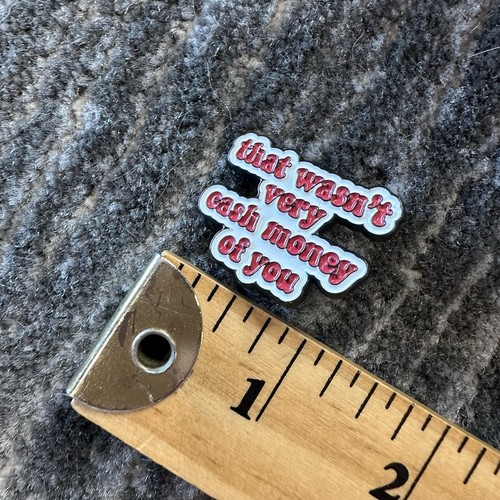 that wasn't
very
cash money
of you
1
2